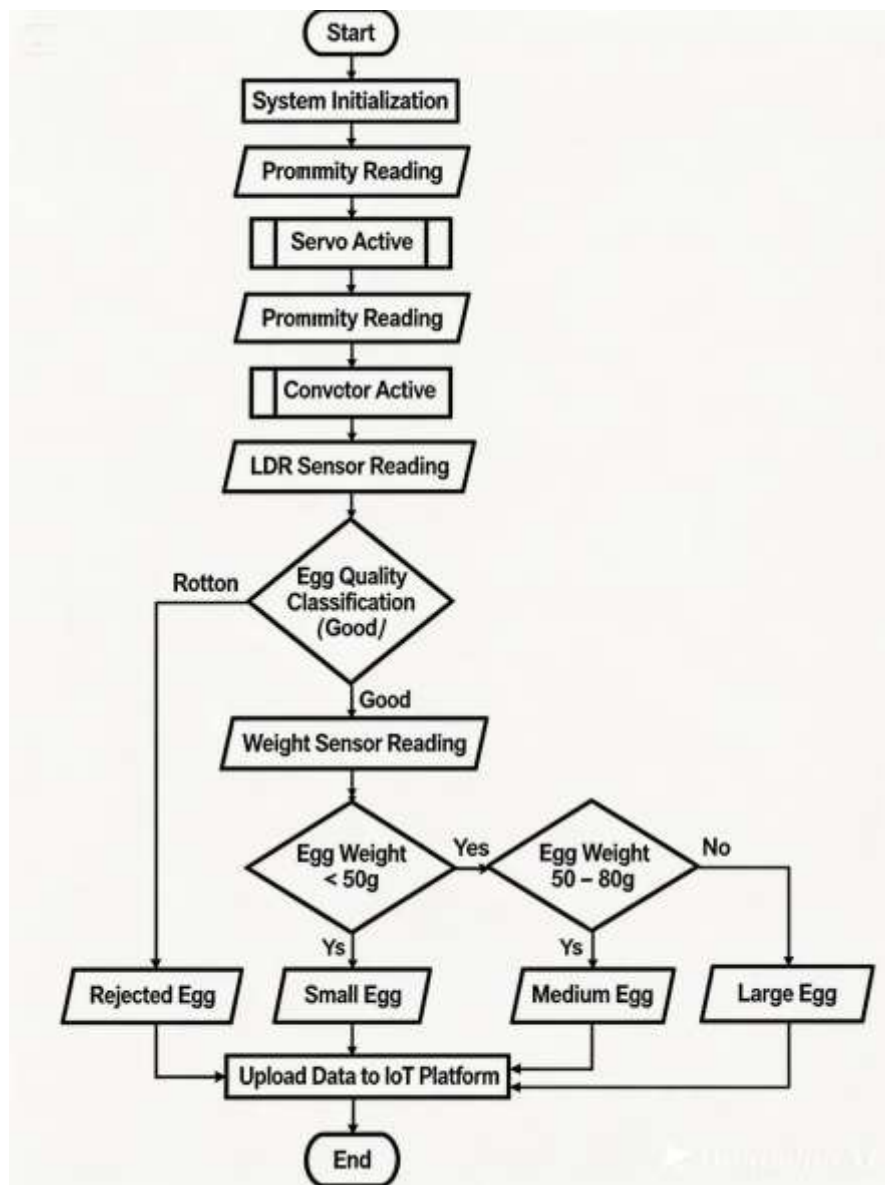 Start
System Initialization
Prommity Reading
Servo Active
Prommity Reading
Convctor Active
LDR Sensor Reading
Rotton
Egg Quality
Classification
(Good/
Good
Weight Sensor Reading
Egg Weight
< 50g
Yes
Egg Weight
50 – 80g
No
Ys
Ys
Rejected Egg
Small Egg
Medium Egg
Large Egg
Upload Data to IoT Platform
End